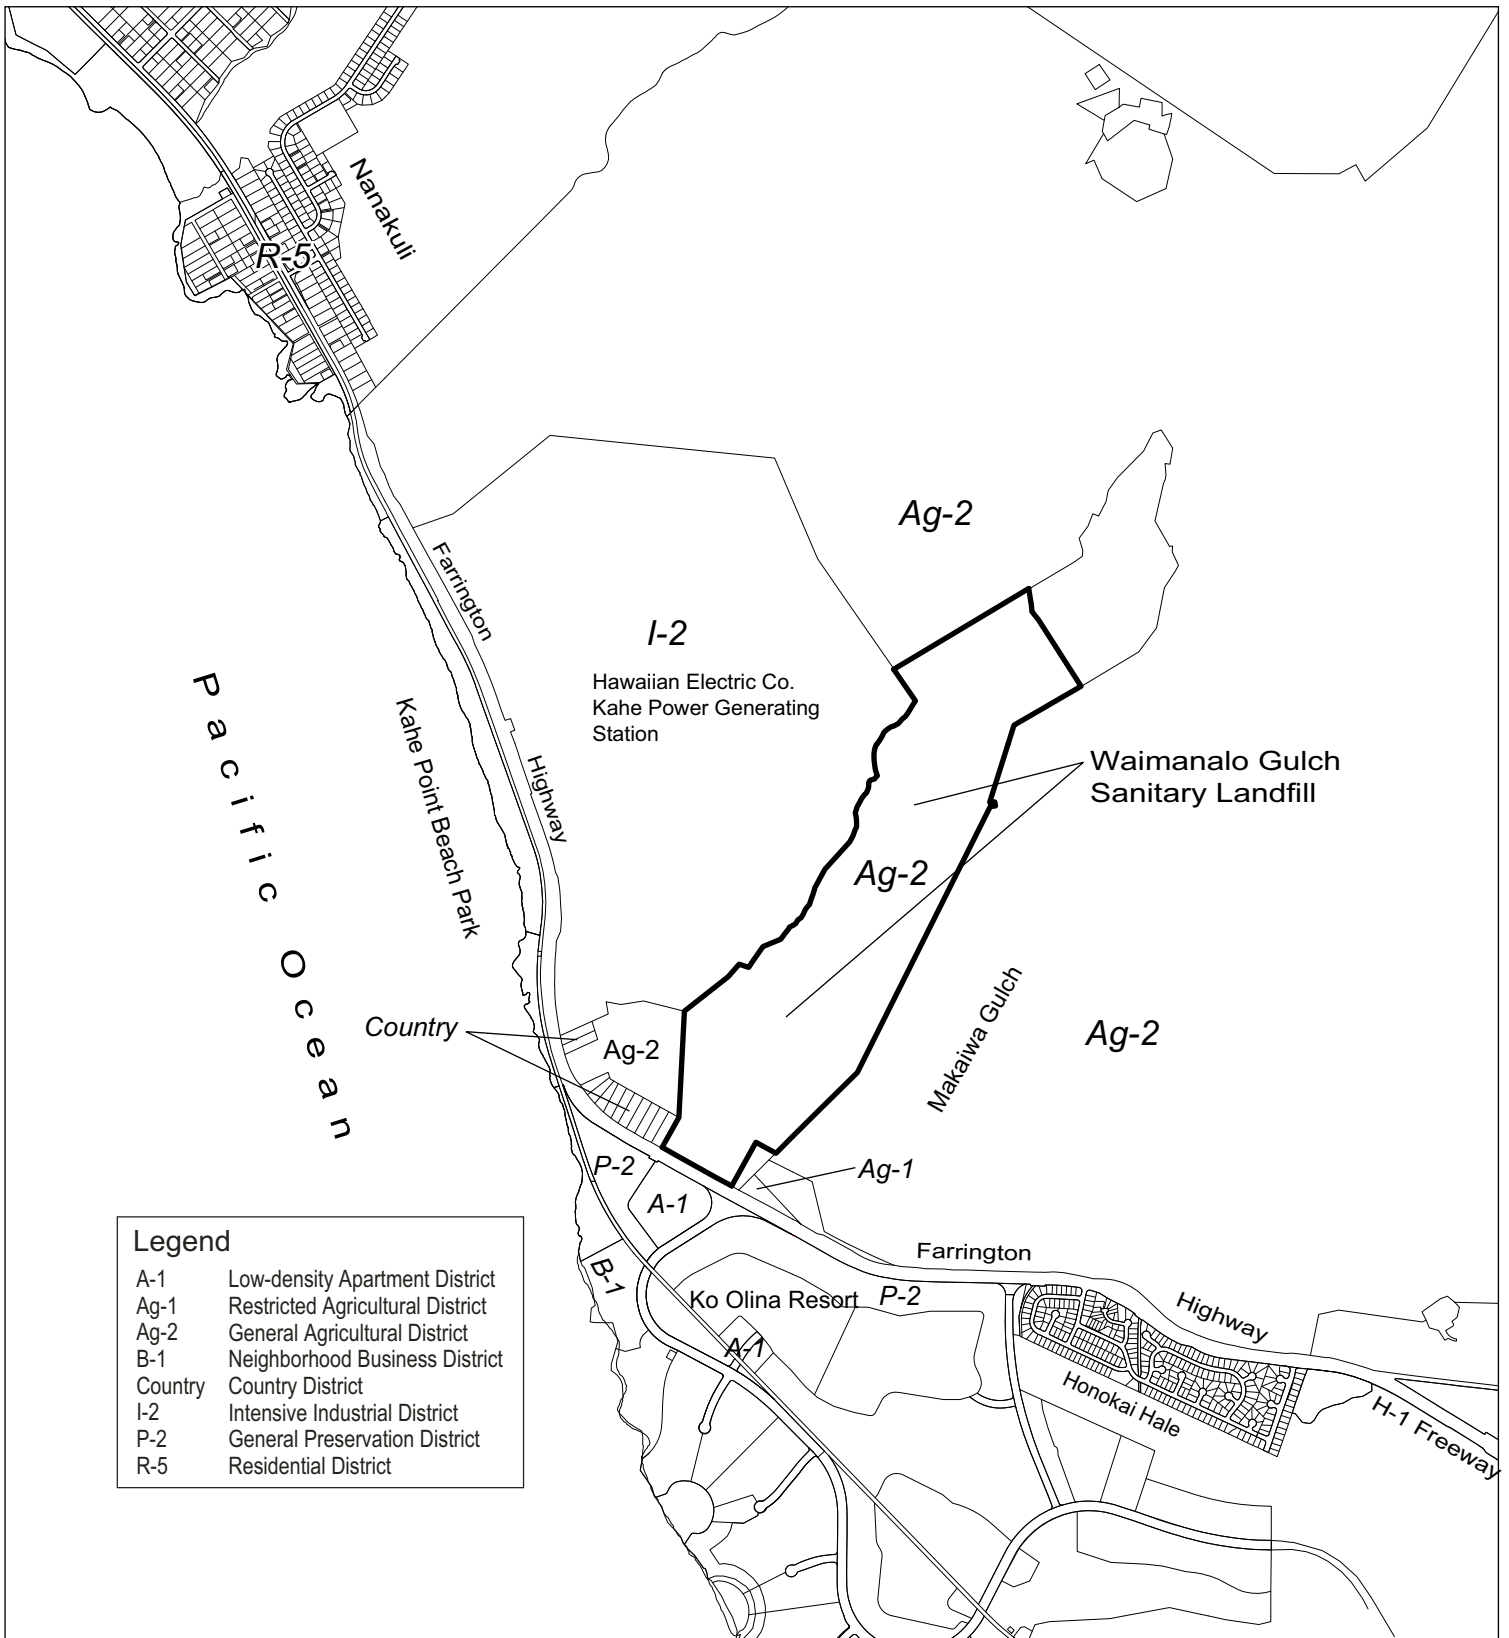 Nanakuli
R-5
Ag-2
Farrington
I-2
Hawaiian Electric Co.
Kahe Power Generating
Station
Pacific Ocean
Kahe Point Beach Park
Highway
Waimanalo Gulch
Sanitary Landfill
Ag-2
Makaiwa Gulch
Country
Ag-2
Ag-2
P-2
A-1
Ag-1
B-1
Farrington
Ko Olina Resort
P-2
Highway
A-1
Honokai Hale
H-1 Freeway
Legend
A-1 Low-density Apartment District
Ag-1 Restricted Agricultural District
Ag-2 General Agricultural District
B-1 Neighborhood Business District
Country Country District
I-2 Intensive Industrial District
P-2 General Preservation District
R-5 Residential District